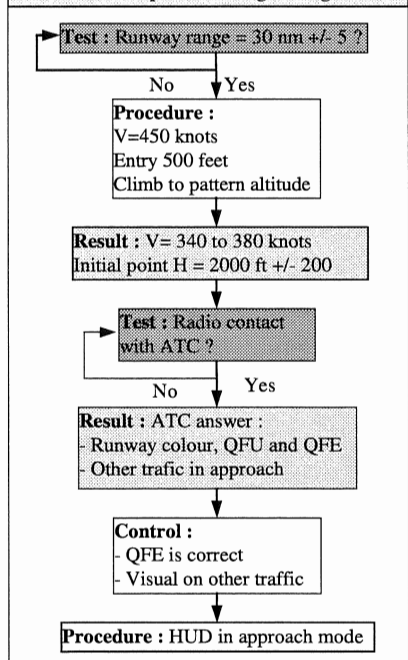 Test : Runway range = 30 nm +/- 5 ?
No Yes
Procedure :
V=450 knots
Entry 500 feet
Climb to pattern altitude
Result : V= 340 to 380 knots
Initial point H = 2000 ft +/- 200
Test : Radio contact
with ATC ?
No Yes
Result : ATC answer :
- Runway colour, QFU and QFE
- Other trafic in approach
Control :
- QFE is correct
- Visual on other traffic
Procedure : HUD in approach mode